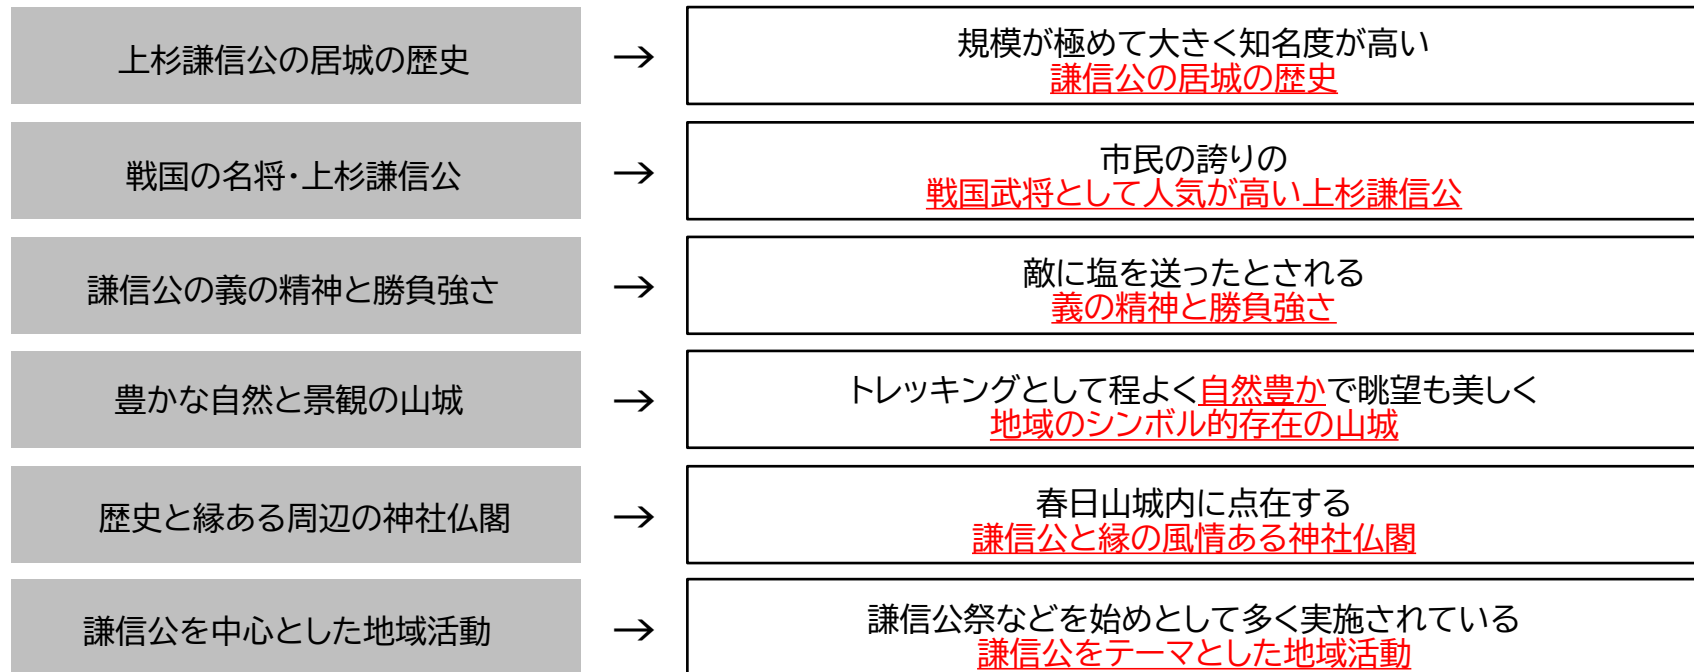 上杉謙信公の居城の歴史
→
規模が極めて大きく知名度が高い
謙信公の居城の歴史
戦国の名将・上杉謙信公
→
市民の誇りの
戦国武将として人気が高い上杉謙信公
謙信公の義の精神と勝負強さ
→
敵に塩を送ったとされる
義の精神と勝負強さ
豊かな自然と景観の山城
→
トレッキングとして程よく自然豊かで眺望も美しく
地域のシンボル的存在の山城
歴史と縁ある周辺の神社仏閣
→
春日山城内に点在する
謙信公と縁の風情ある神社仏閣
謙信公を中心とした地域活動
→
謙信公祭などを始めとして多く実施されている
謙信公をテーマとした地域活動